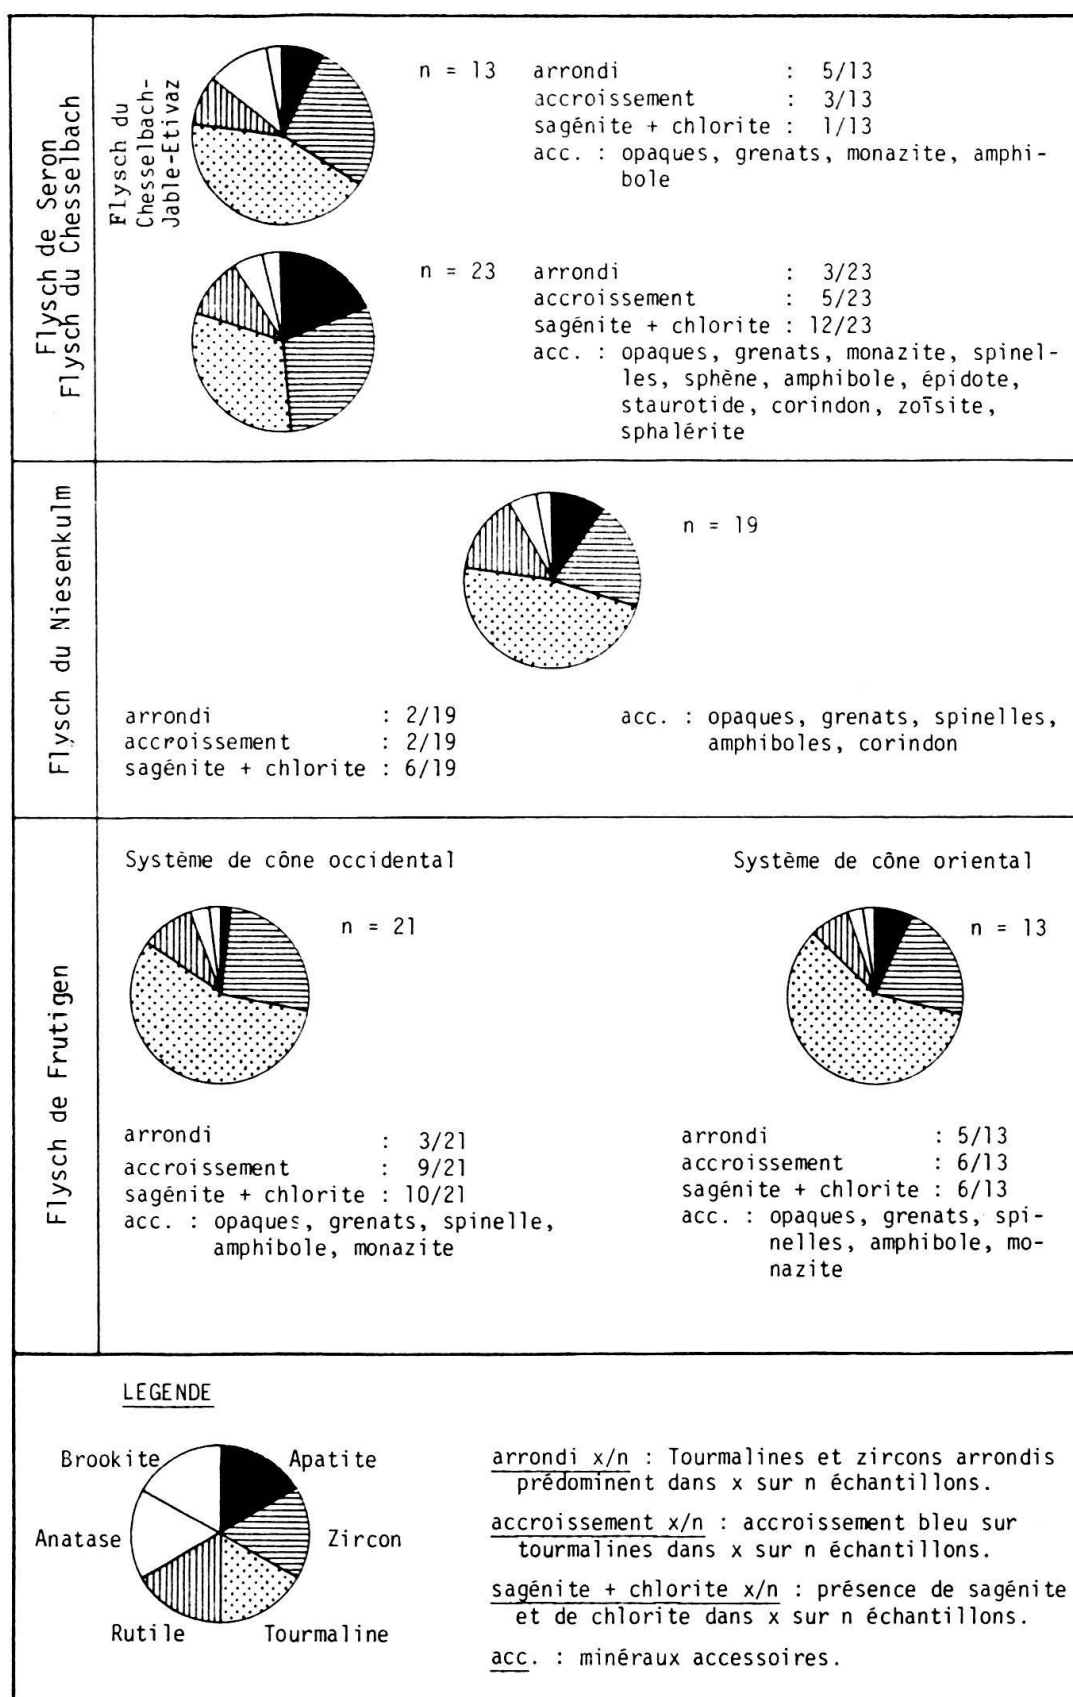 Flysch de Seron
Flysch du Chesselbach
Flysch du
Chesselbach-
Jable-Etivaz
n = 13
arrondi : 5/13
accroissement : 3/13
sagénite + chlorite : 1/13
acc. : opaques, grenats, monazite, amphi-
bole
n = 23
arrondi : 3/23
accroissement : 5/23
sagénite + chlorite : 12/23
acc. : opaques, grenats, monazite, spinel-
les, sphène, amphibole, épidote,
staurotide, corindon, zoïsite,
sphalérite
Flysch du Niesenkulm
n = 19
arrondi : 2/19
accroissement : 2/19
sagénite + chlorite : 6/19
acc. : opaques, grenats, spinelles,
amphiboles, corindon
Flysch de Frutigen
Système de cône occidental
n = 21
arrondi : 3/21
accroissement : 9/21
sagénite + chlorite : 10/21
acc. : opaques, grenats, spinelle,
amphibole, monazite
Système de cône oriental
n = 13
arrondi : 5/13
accroissement : 6/13
sagénite + chlorite : 6/13
acc. : opaques, grenats, spi-
nelles, amphibole, mo-
nazite
LEGENDE
Brookite
Apatite
Anatase
Zircon
Rutile
Tourmaline
arrondi x/n : Tourmalines et zircons arrondis
prédominent dans x sur n échantillons.
accroissement x/n : accroissement bleu sur
tourmalines dans x sur n échantillons.
sagénite + chlorite x/n : présence de sagénite
et de chlorite dans x sur n échantillons.
acc. : minéraux accessoires.